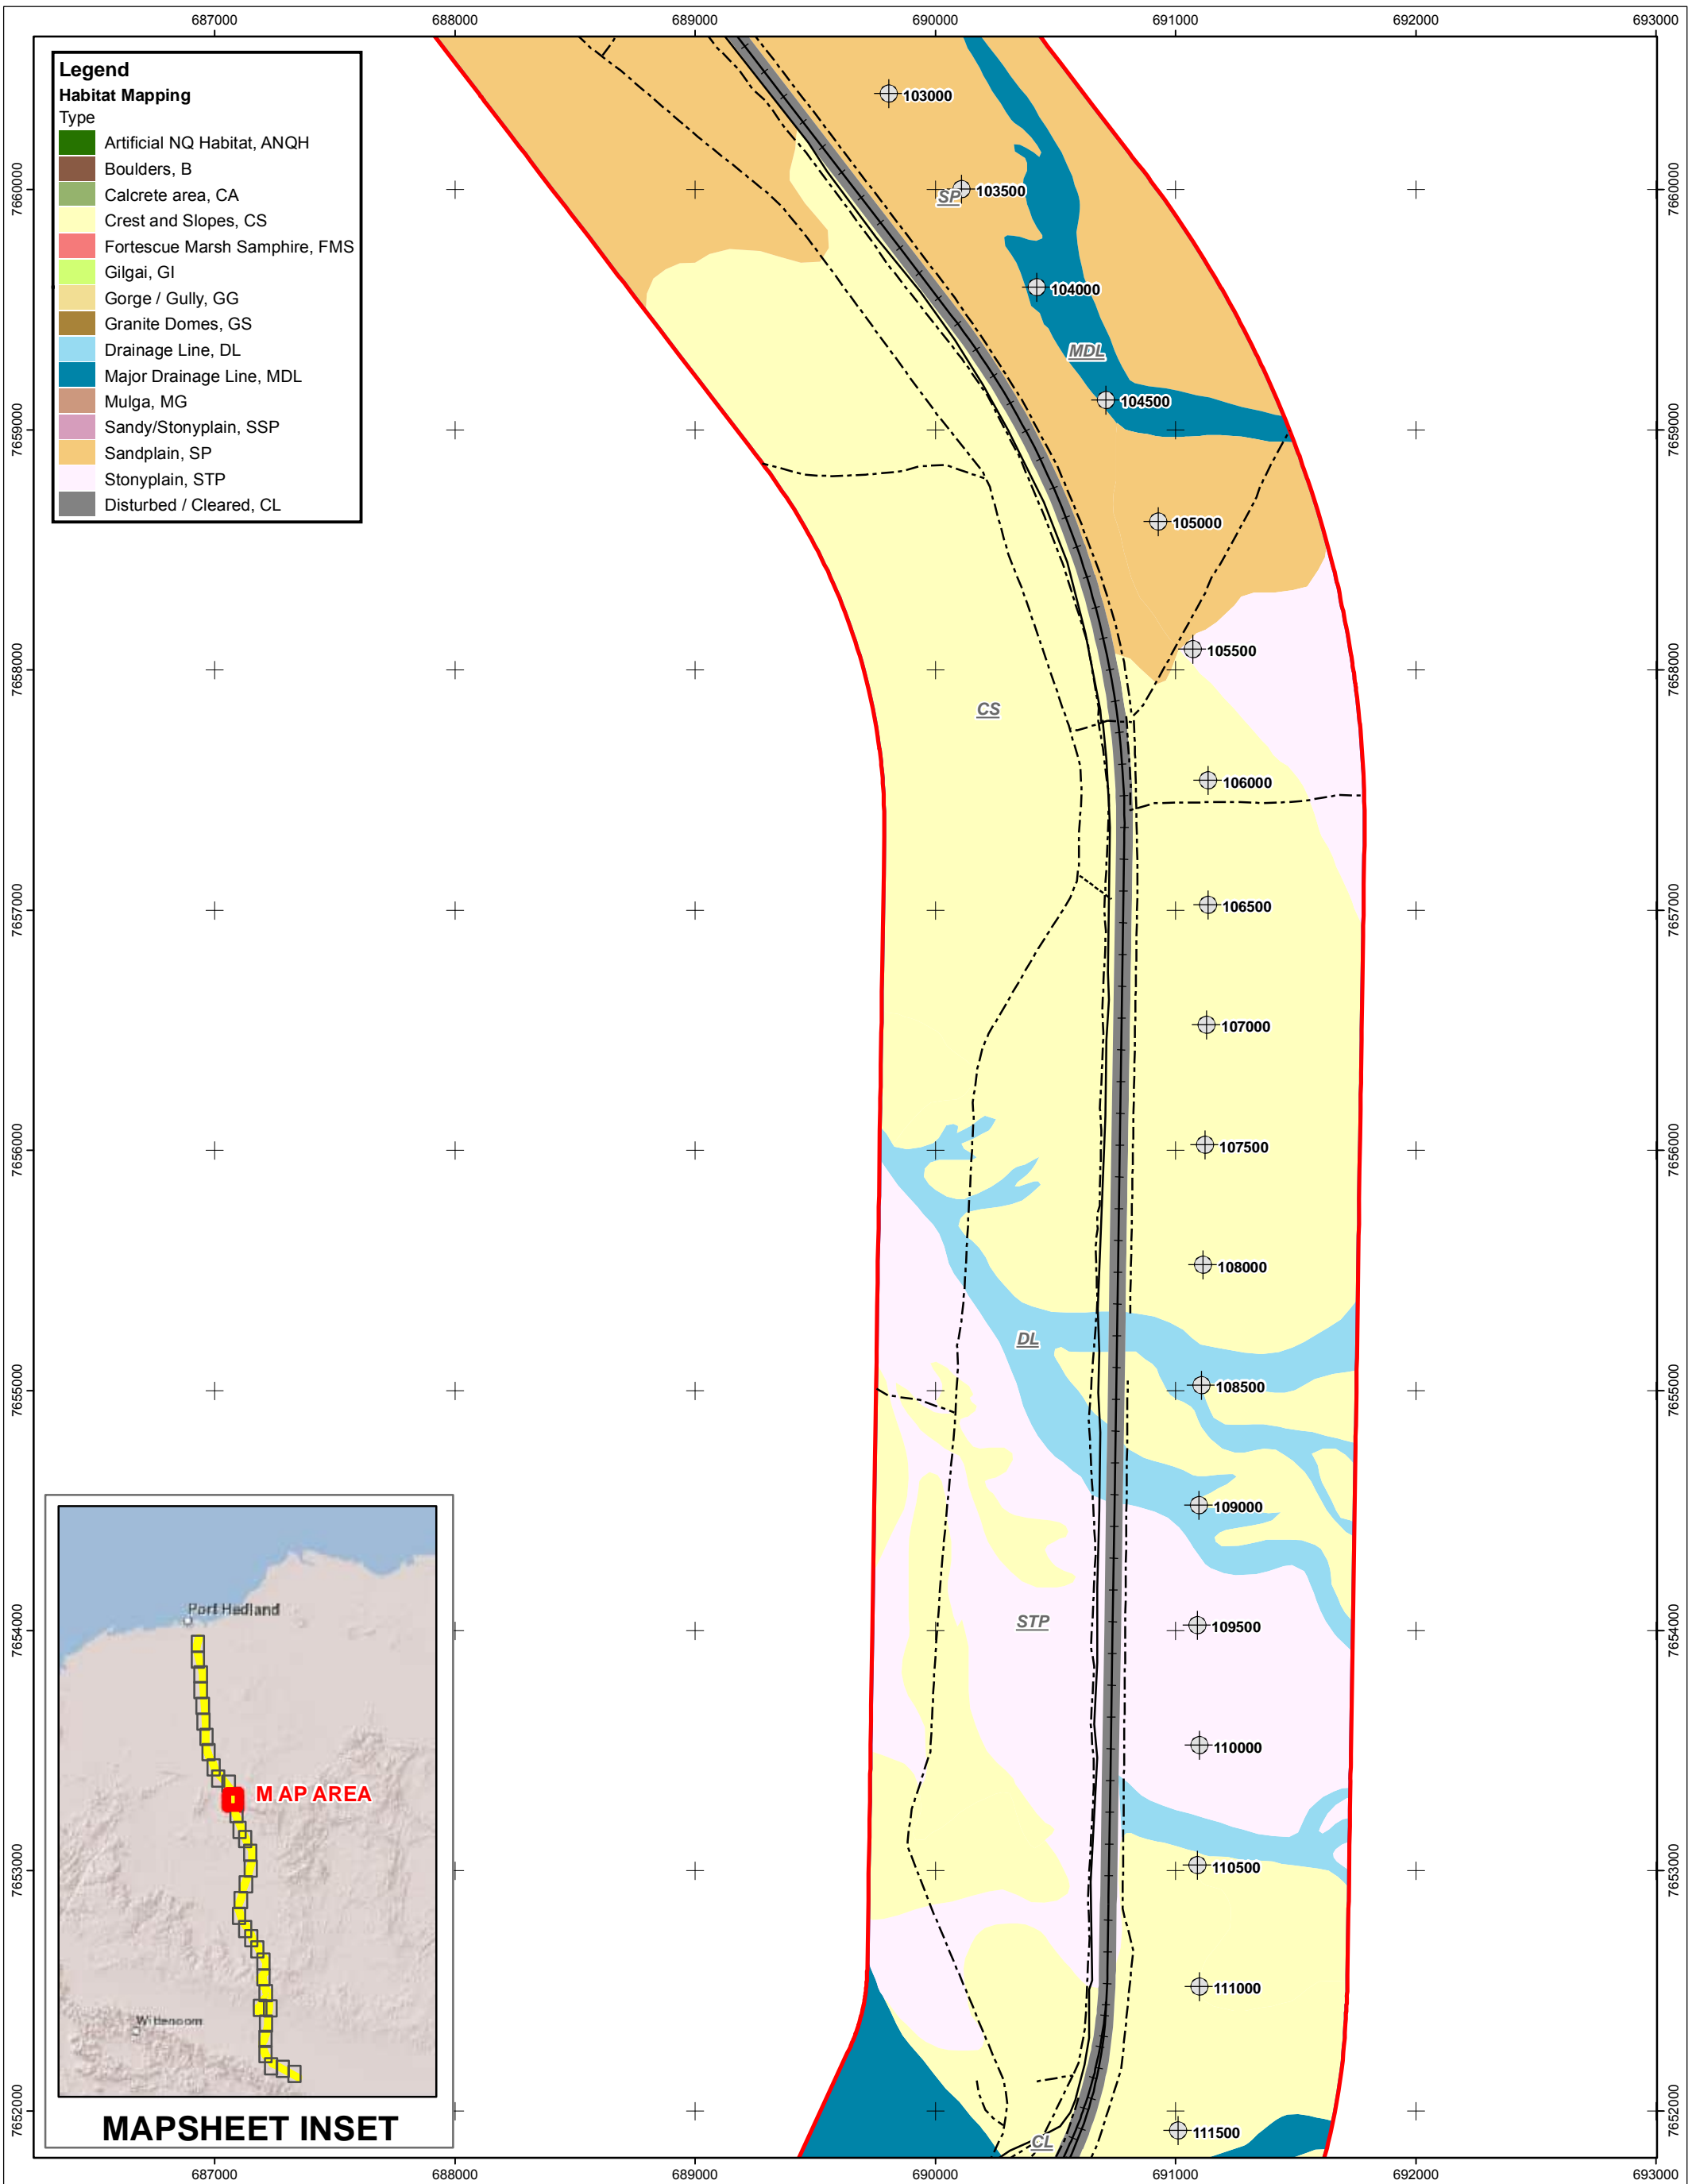 687000 688000 689000 690000 691000 692000 693000
Legend
Habitat Mapping
Type
Artificial NQ Habitat, ANQH
Boulders, B
Calcrete area, CA
Crest and Slopes, CS
Fortescue Marsh Samphire, FMS
Gilgai, GI
Gorge / Gully, GG
Granite Domes, GS
Drainage Line, DL
Major Drainage Line, MDL
Mulga, MG
Sandy/Stonyplain, SSP
Sandplain, SP
Stonyplain, STP
Disturbed / Cleared, CL
103000
7660000 7660000
103500
SP
104000
MDL
104500
7659000 7659000
105000
105500
7658000 7658000
CS
106000
106500
7657000 7657000
107000
107500
7656000 7656000
108000
DL
108500
7655000 7655000
109000
STP
109500
7654000 7654000
110000
110500
7653000 7653000
111000
7652000 7652000
111500
CL
Port Hedland
MAP AREA
Wittenoom
MAPSHEET INSET
687000 688000 689000 690000 691000 692000 693000